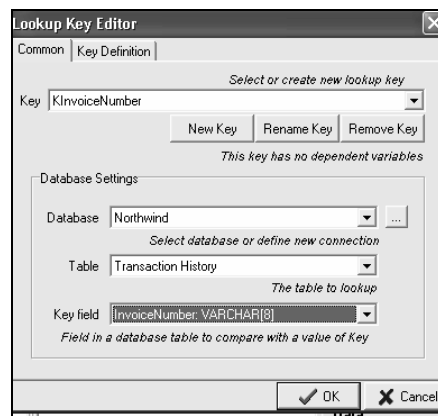 Lookup Key Editor
Common Key Definition
Select or create new lookup key
Key KInvoiceNumber
New Key Rename Key Remove Key
This key has no dependent variables
Database Settings
Database Northwind ...
Select database or define new connection
Table Transaction History
The table to lookup
Key field InvoiceNumber: VARCHAR[8]
Field in a database table to compare with a value of Key
OK Cancel